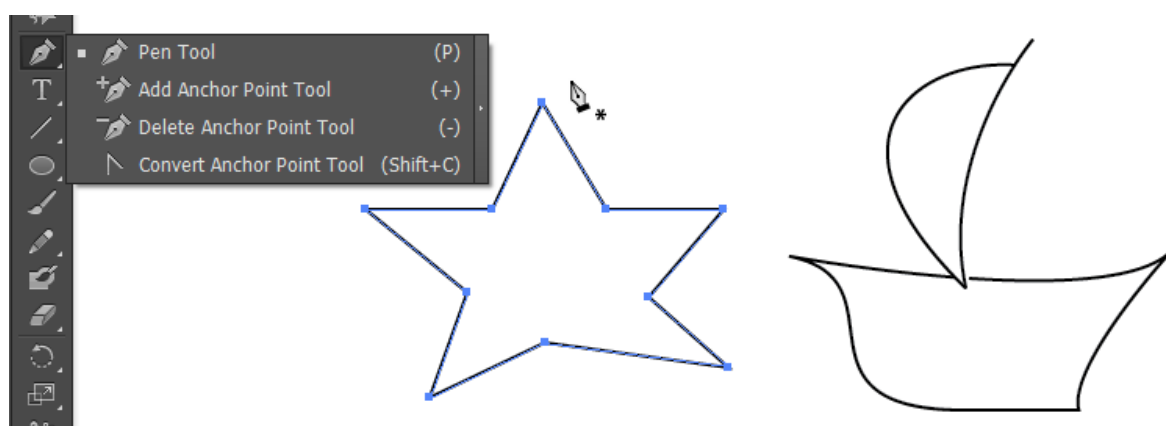 Pen Tool (P)
Add Anchor Point Tool (+)
Delete Anchor Point Tool (-)
Convert Anchor Point Tool (Shift+C)